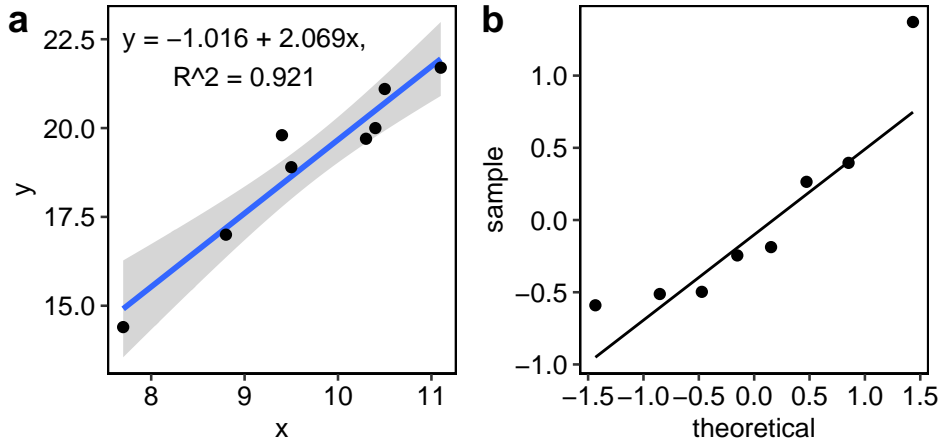 a
y = −1.016 + 2.069x,
R^2 = 0.921
22.5
20.0
17.5
15.0
y
8
9
10
11
x
b
1.0
0.5
0.0
−0.5
−1.0
sample
−1.5
−1.0
−0.5
0.0
0.5
1.0
1.5
theoretical